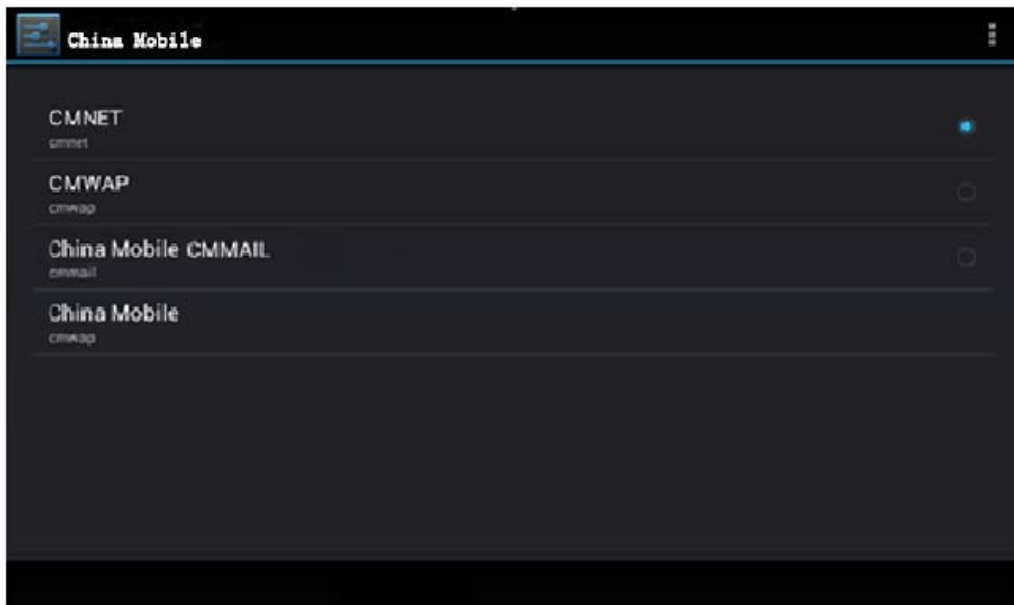 China Mobile
CMNET
cmnet
CMWAP
cmwap
China Mobile CMMAIL
cmmail
China Mobile
cmwap